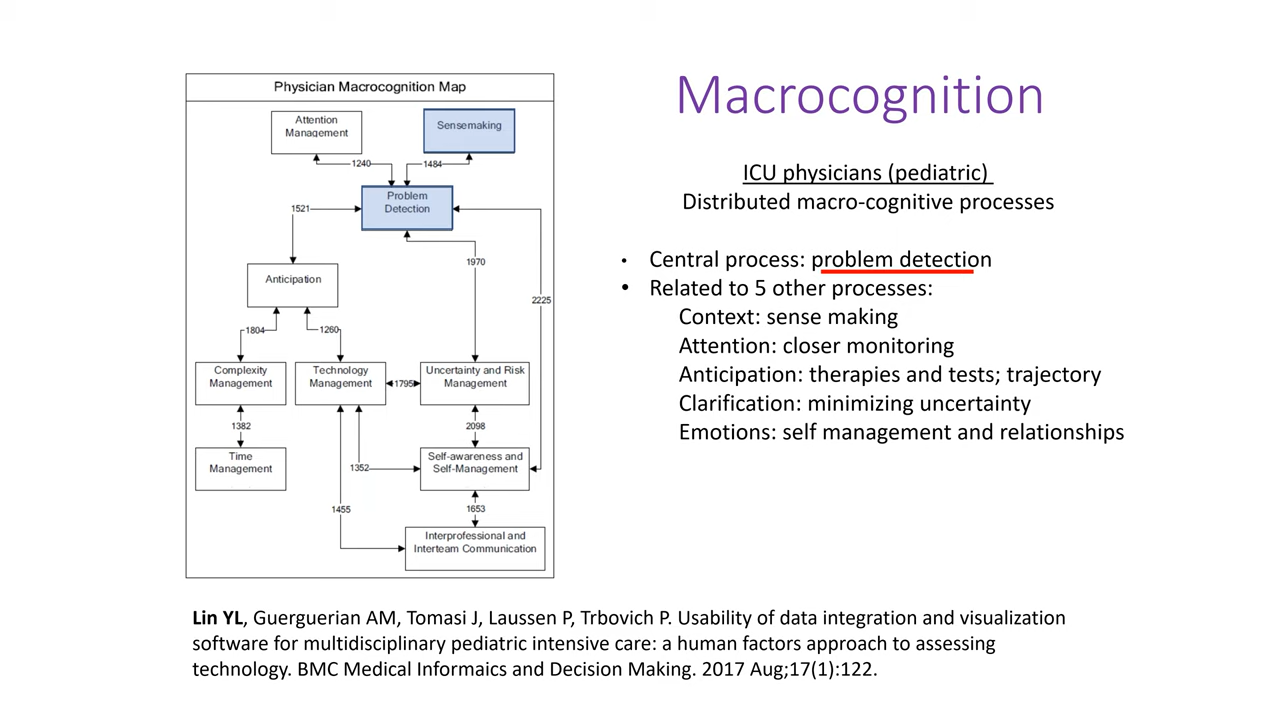 Physician Macrocognition Map
Attention
Management
Sensemaking
1240
1484
Problem
Detection
1521
1970
Anticipation
2225
1804
1260
Complexity
Management
Technology
Management
1795
Uncertainty and Risk
Management
1382
2098
Time
Management
1352
Self-awareness and
Self-Management
1455
1653
Interprofessional and
Interteam Communication
Macrocognition
ICU physicians (pediatric)
Distributed macro-cognitive processes
• Central process: problem detection
• Related to 5 other processes:
Context: sense making
Attention: closer monitoring
Anticipation: therapies and tests; trajectory
Clarification: minimizing uncertainty
Emotions: self management and relationships
Lin YL, Guerguerian AM, Tomasi J, Laussen P, Trbovich P. Usability of data integration and visualization
software for multidisciplinary pediatric intensive care: a human factors approach to assessing
technology. BMC Medical Informaics and Decision Making. 2017 Aug;17(1):122.